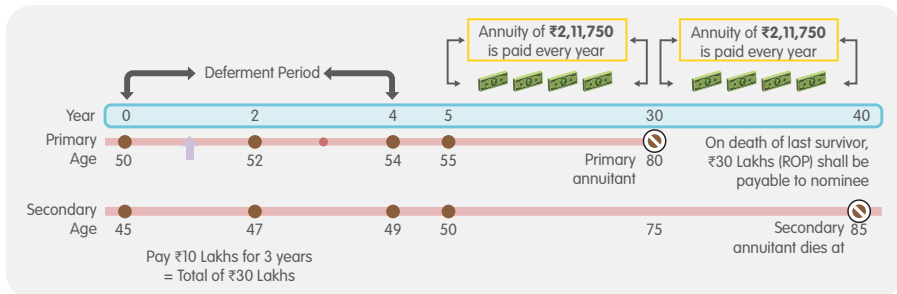 Annuity of ₹2,11,750
is paid every year
Annuity of ₹2,11,750
is paid every year
Deferment Period
Year 0 2 4 5 30 40
Primary
Age 50 52 54 55
Primary
annuitant
80
On death of last survivor,
₹30 Lakhs (ROP) shall be
payable to nominee
Secondary
Age 45 47 49 50 75
Secondary
annuitant dies at
85
Pay ₹10 Lakhs for 3 years
= Total of ₹30 Lakhs